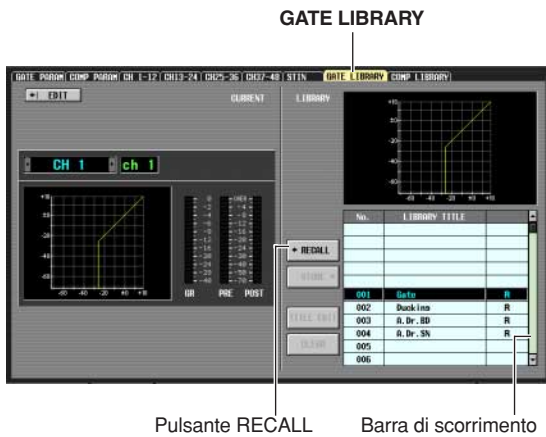 GATE LIBRARY
GATE PARAM COMP PARAM CH 1-12 CH13-24 CH25-36 CH37-48 STIN GATE LIBRARY COMP LIBRARY
EDIT CURRENT LIBRARY
CH 1 ch 1
No. LIBRARY TITLE
RECALL
STORE
001 Gate R
TITLE EDIT
002 Ducking R
003 A.Dr.BD R
004 A.Dr.SN R
CLEAR
005
006
GR PRE POST
Pulsante RECALL Barra di scorrimento